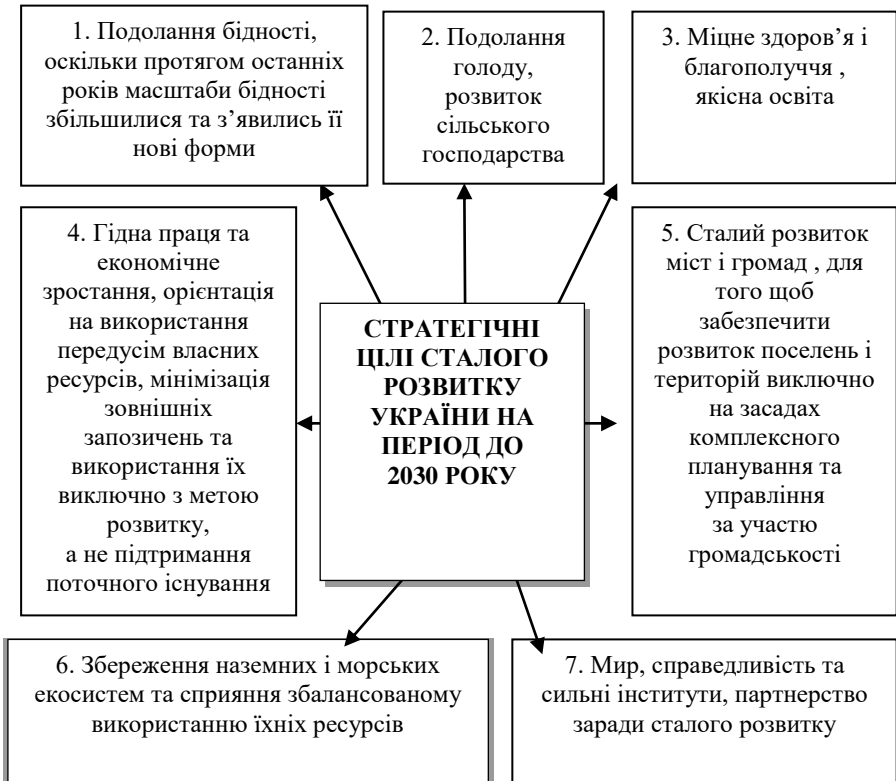 1. Подолання бідності,
оскільки протягом останніх
років масштаби бідності
збільшилися та з’явились її
нові форми
2. Подолання
голоду,
розвиток
сільського
господарства
3. Міцне здоров’я і
благополуччя ,
якісна освіта
4. Гідна праця та
економічне
зростання, орієнтація
на використання
передусім власних
ресурсів, мінімізація
зовнішніх
запозичень та
використання їх
виключно з метою
розвитку,
а не підтримання
поточного існування
СТРАТЕГІЧНІ
ЦІЛІ СТАЛОГО
РОЗВИТКУ
УКРАЇНИ НА
ПЕРІОД ДО
2030 РОКУ
5. Сталий розвиток
міст і громад , для
того щоб
забезпечити
розвиток поселень і
територій виключно
на засадах
комплексного
планування та
управління
за участю
громадськості
6. Збереження наземних і морських
екосистем та сприяння збалансованому
використанню їхніх ресурсів
7. Мир, справедливість та
сильні інститути, партнерство
заради сталого розвитку